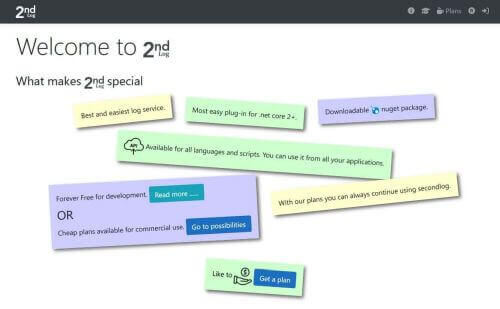 2nd Log
Plans
Welcome to 2nd Log
What makes 2nd Log special
Best and easiest log service.
Most easy plug-in for .net core 2+.
Downloadable nuget package.
API Available for all languages and scripts. You can use it from all your applications.
Forever Free for development. Read more .....
OR
Cheap plans available for commercial use. Go to possibilities
With our plans you can always continue using secondlog.
Like to $ Get a plan